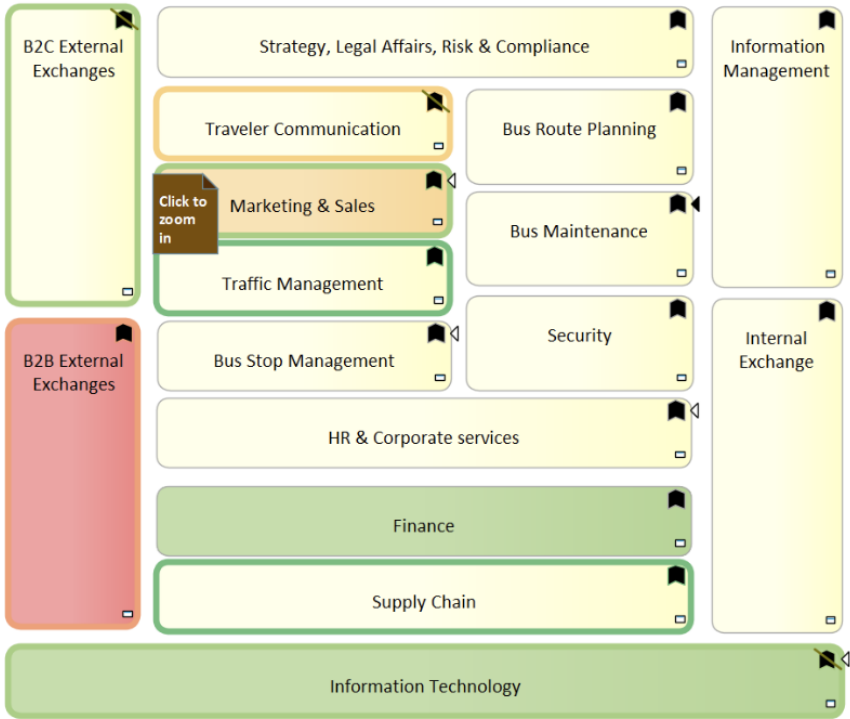 B2C External
Exchanges
Strategy, Legal Affairs, Risk & Compliance
Information
Management
Traveler Communication
Bus Route Planning
Click to
zoom
in
Marketing & Sales
Bus Maintenance
Traffic Management
B2B External
Exchanges
Bus Stop Management
Security
Internal
Exchange
HR & Corporate services
Finance
Supply Chain
Information Technology